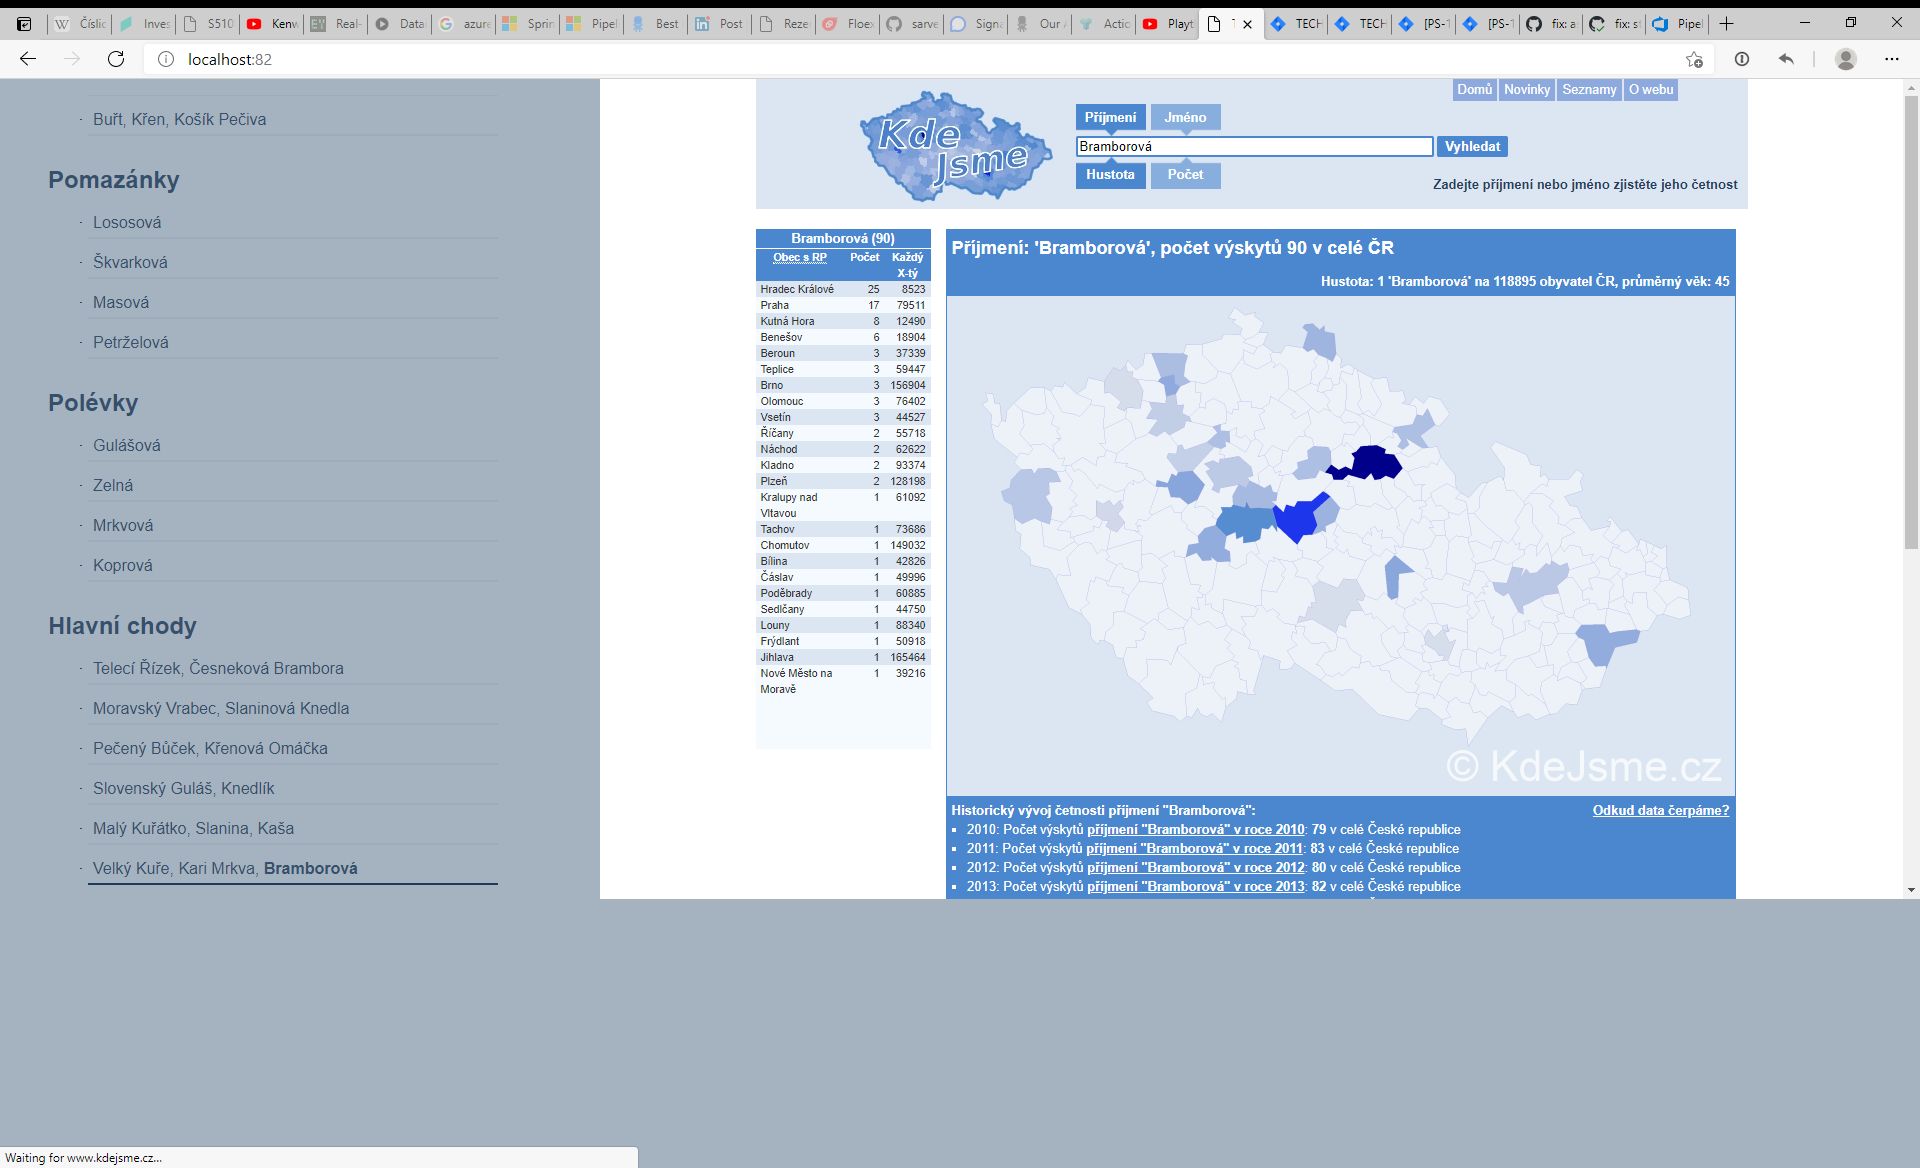 Číslic
Inves
S510
Kenw
Real-
Data
azure
Sprin
Pipel
Best
Post
Reze
Floex
sarve
Signa
Our A
Actio
Playt
TECH
TECH
[PS-1
[PS-1
fix: a
fix: s
Pipel
localhost:82
· Buřt, Křen, Košík Pečiva
Pomazánky
· Lososová
· Škvarková
· Masová
· Petrželová
Polévky
· Gulášová
· Zelná
· Mrkvová
· Koprová
Hlavní chody
· Telecí Řízek, Česneková Brambora
· Moravský Vrabec, Slaninová Knedla
· Pečený Bůček, Křenová Omáčka
· Slovenský Guláš, Knedlík
· Malý Kuřátko, Slanina, Kaša
· Velký Kuře, Kari Mrkva, Bramborová
Domů Novinky Seznamy O webu
Kde
Jsme
Příjmení Jméno
Bramborová Vyhledat
Hustota Počet
Zadejte příjmení nebo jméno zjistěte jeho četnost
Bramborová (90)
Obec s RP Počet Každý
X-tý
Hradec Králové 25 8523
Praha 17 79511
Kutná Hora 8 12490
Benešov 6 18904
Beroun 3 37339
Teplice 3 59447
Brno 3 156904
Olomouc 3 76402
Vsetín 3 44527
Říčany 2 55718
Náchod 2 62622
Kladno 2 93374
Plzeň 2 128198
Kralupy nad 1 61092
Vltavou
Tachov 1 73686
Chomutov 1 149032
Bílina 1 42826
Čáslav 1 49996
Poděbrady 1 60885
Sedlčany 1 44750
Louny 1 88340
Frýdlant 1 50918
Jihlava 1 165464
Nové Město na 1 39216
Moravě
Příjmení: 'Bramborová', počet výskytů 90 v celé ČR
Hustota: 1 'Bramborová' na 118895 obyvatel ČR, průměrný věk: 45
© KdeJsme.cz
Historický vývoj četnosti příjmení "Bramborová": Odkud data čerpáme?
2010: Počet výskytů příjmení "Bramborová" v roce 2010: 79 v celé České republice
2011: Počet výskytů příjmení "Bramborová" v roce 2011: 83 v celé České republice
2012: Počet výskytů příjmení "Bramborová" v roce 2012: 80 v celé České republice
2013: Počet výskytů příjmení "Bramborová" v roce 2013: 82 v celé České republice
Waiting for www.kdejsme.cz...